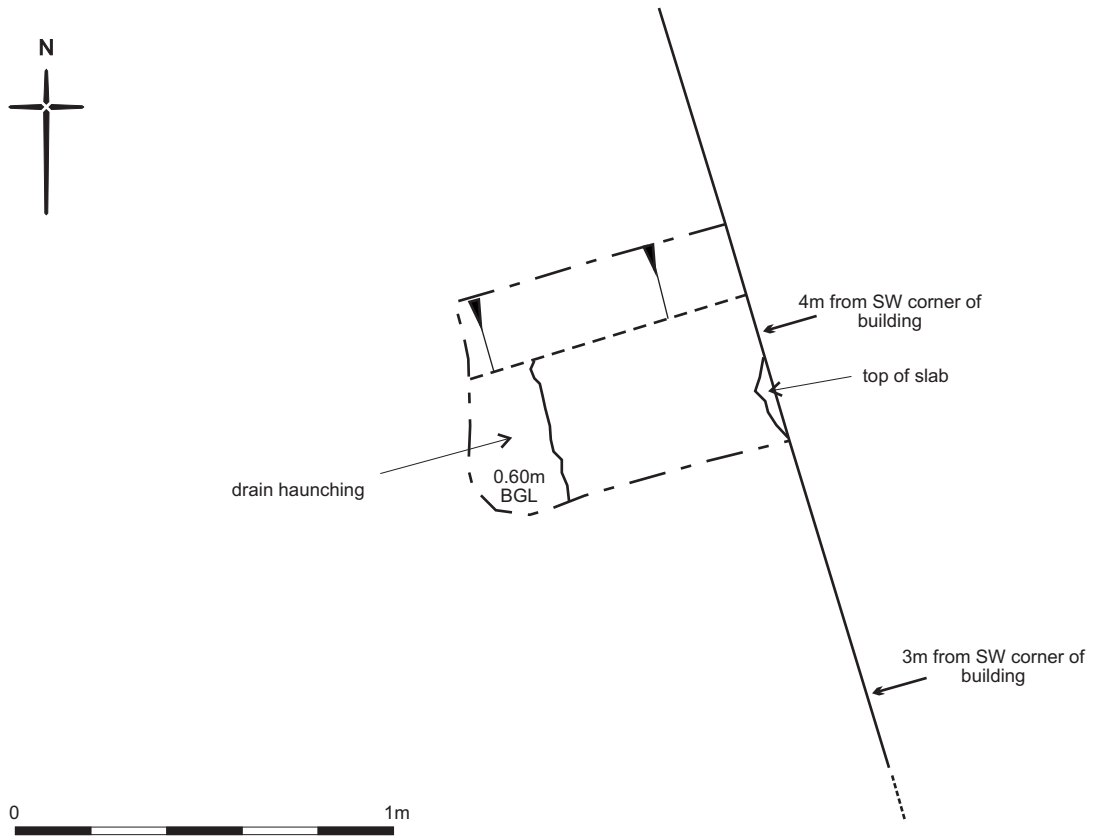 N
4m from SW corner of
building
top of slab
drain haunching
0.60m
BGL
3m from SW corner of
building
0
1m